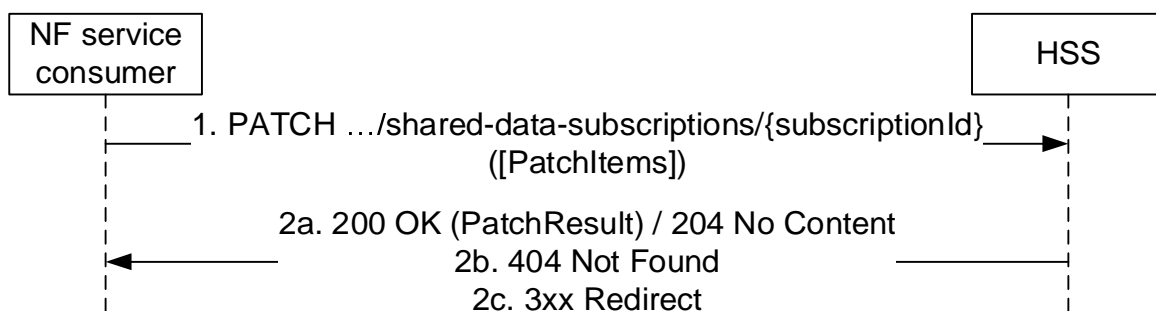 NF service
consumer
HSS
1. PATCH …/shared-data-subscriptions/{subscriptionId}
([PatchItems])
2a. 200 OK (PatchResult) / 204 No Content
2b. 404 Not Found
2c. 3xx Redirect